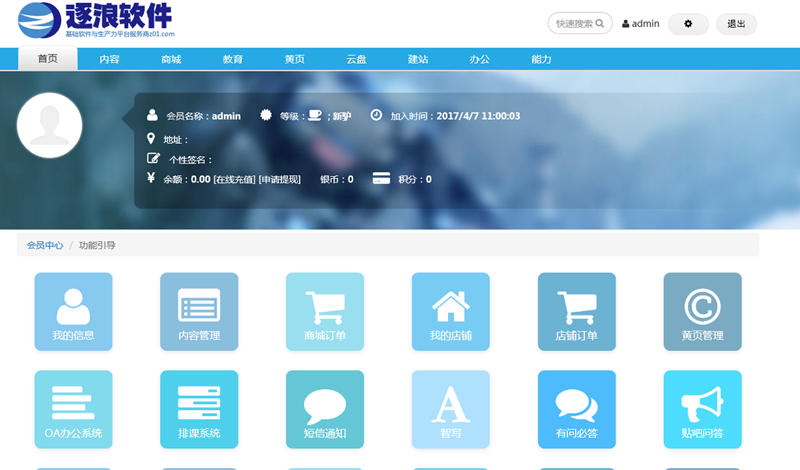 逐浪软件
基础软件与生产力平台服务商z01.com
快速搜索 admin 退出
首页 内容 商城 教育 黄页 云盘 建站 办公 能力
会员名称：admin 等级： ；新驴 加入时间：2017/4/7 11:00:03
地址：
个性签名：
¥ 余额：0.00 [在线充值] [申请提现] 银币：0 积分：0
会员中心 / 功能引导
我的信息 内容管理 商城订单 我的店铺 店铺订单 黄页管理
OA办公系统 排课系统 短信通知 智写 有问必答 贴吧问答